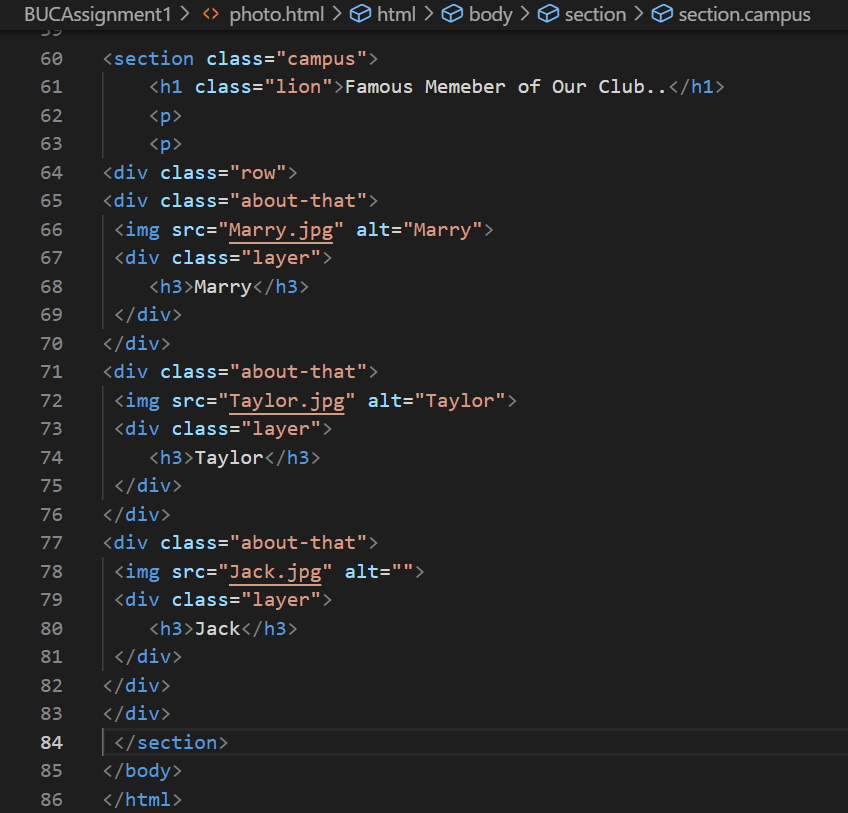 BUCAssignment1 > <> photo.html > html > body > section > section.campus
59
60 <section class="campus">
61 <h1 class="lion">Famous Memeber of Our Club..</h1>
62 <p>
63 <p>
64 <div class="row">
65 <div class="about-that">
66 <img src="Marry.jpg" alt="Marry">
67 <div class="layer">
68 <h3>Marry</h3>
69 </div>
70 </div>
71 <div class="about-that">
72 <img src="Taylor.jpg" alt="Taylor">
73 <div class="layer">
74 <h3>Taylor</h3>
75 </div>
76 </div>
77 <div class="about-that">
78 <img src="Jack.jpg" alt="">
79 <div class="layer">
80 <h3>Jack</h3>
81 </div>
82 </div>
83 </div>
84 </section>
85 </body>
86 </html>